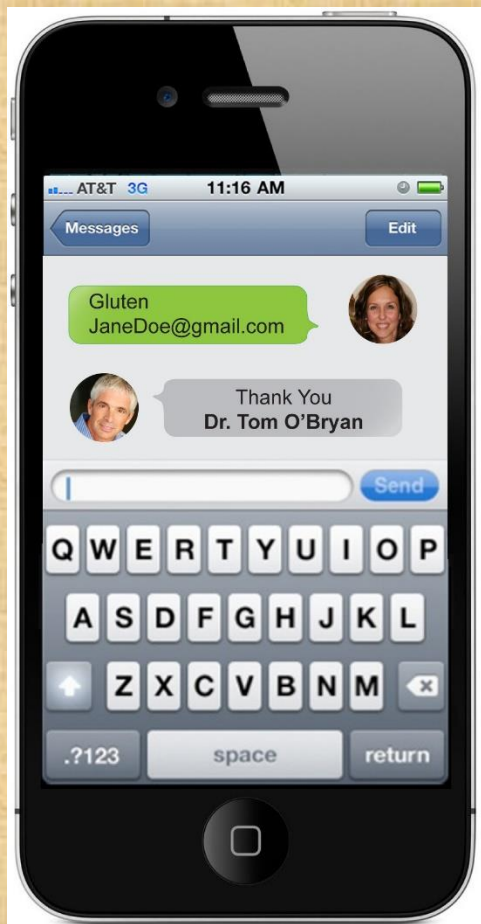 AT&T 3G 11:16 AM
Messages Edit
Gluten
JaneDoe@gmail.com
Thank You
Dr. Tom O’Bryan
Send
Q W E R T Y U I O P
A S D F G H J K L
Z X C V B N M
.?123 space return